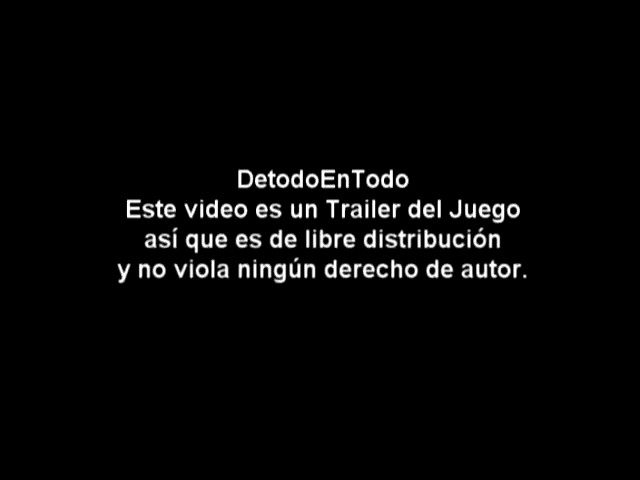 DetodoEnTodo
Este video es un Trailer del Juego
así que es de libre distribución
y no viola ningún derecho de autor.